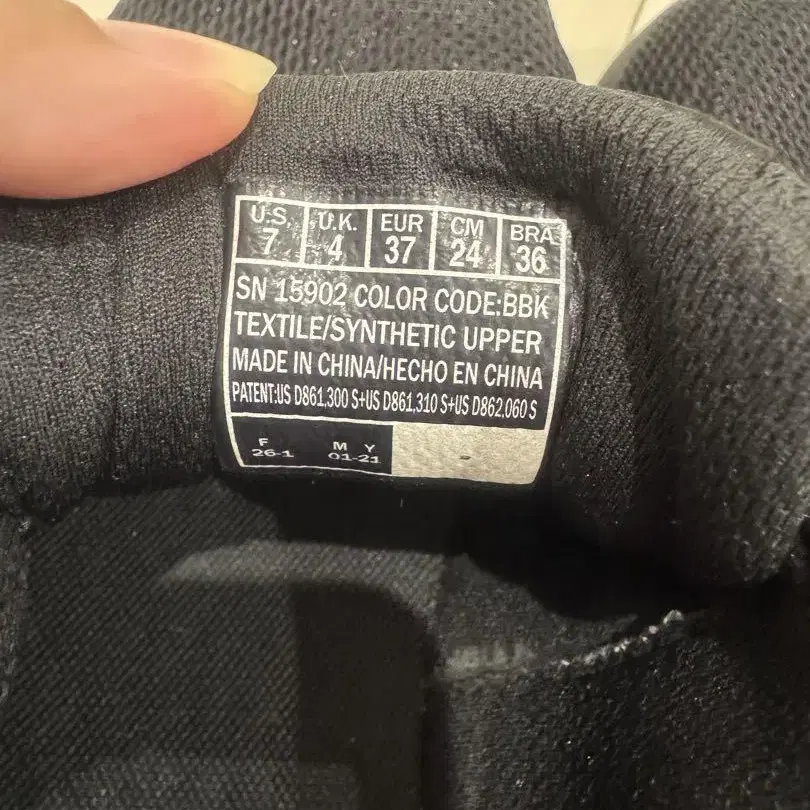 U.S. U.K. EUR CM BRA
7 4 37 24 36
SN 15902 COLOR CODE:BBK
TEXTILE/SYNTHETIC UPPER
MADE IN CHINA/HECHO EN CHINA
PATENT:US D861,300 S+US D861,310 S+US D862,060 S
F M Y
26-1 01-21
-